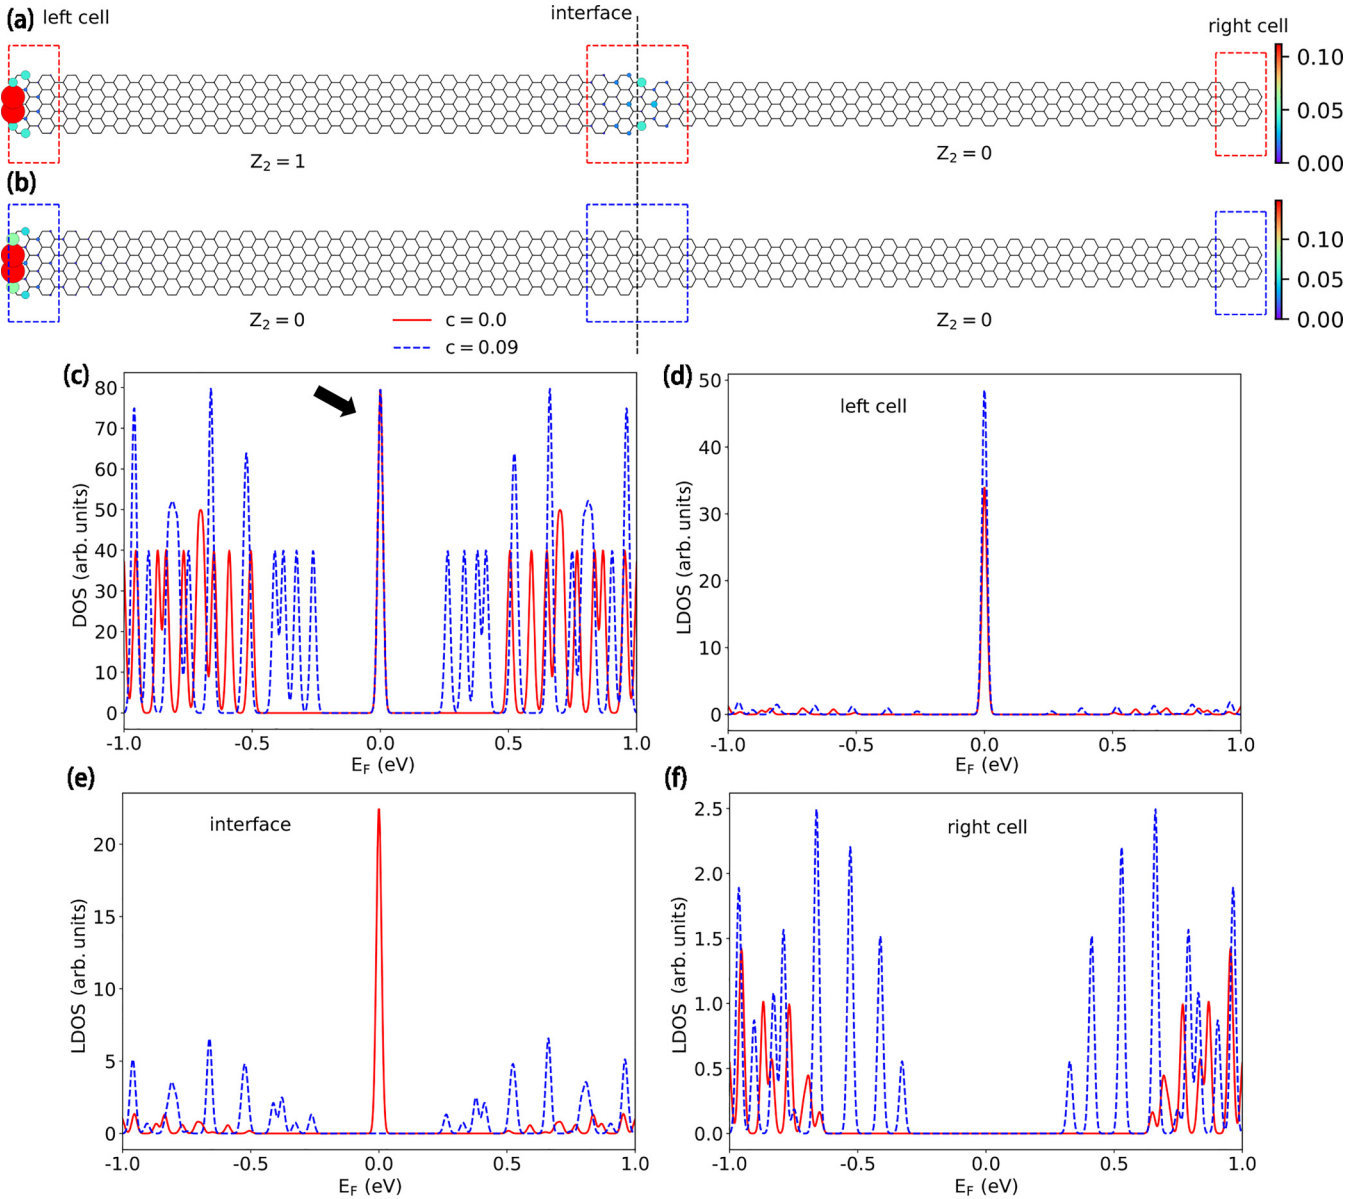 (a) left cell interface right cell
0.10
0.05
0.00
Z2 = 1 Z2 = 0
(b)
0.10
0.05
0.00
Z2 = 0 Z2 = 0
c = 0.0
c = 0.09
(c)
DOS (arb. units)
80
70
60
50
40
30
20
10
0
-1.0 -0.5 0.0 0.5 1.0
EF (eV)
(d)
left cell
LDOS (arb. units)
50
40
30
20
10
0
-1.0 -0.5 0.0 0.5 1.0
EF (eV)
(e)
interface
LDOS (arb. units)
20
15
10
5
0
-1.0 -0.5 0.0 0.5 1.0
EF (eV)
(f)
right cell
LDOS (arb. units)
2.5
2.0
1.5
1.0
0.5
0.0
-1.0 -0.5 0.0 0.5 1.0
EF (eV)